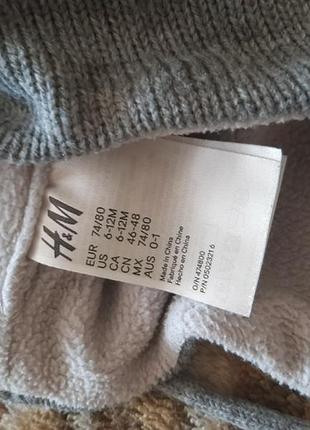 H&M
EUR 74/80
US 6-12M
CA 6-12M
CN 46-48
MX 74/80
AUS 0-1
Made in China
Fabriqué en Chine
Hecho en China
O/N 474800
P/N 05023216